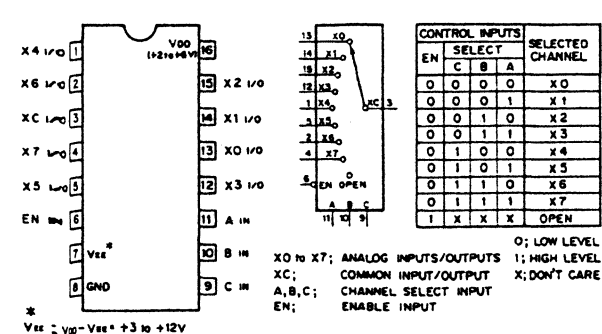 X4 I/O 1
X6 I/O 2
XC I/O 3
X7 I/O 4
X5 I/O 5
EN IN 6
7 VEE*
8 GND
VDD
(+2 to +6V) 16
15 X2 I/O
14 X1 I/O
13 X0 I/O
12 X3 I/O
11 A IN
10 B IN
9 C IN
*
VEE = VDD-VEE = +3 to +12V
13 X0
14 X1
15 X2
12 X3
1 X4
5 X5
2 X6
4 X7
XC 3
6 EN OPEN
A B C
11 10 9
X0 to X7; ANALOG INPUTS/OUTPUTS
XC; COMMON INPUT/OUTPUT
A,B,C; CHANNEL SELECT INPUT
EN; ENABLE INPUT
CONTROL INPUTS SELECTED CHANNEL
EN SELECT
C B A
0 0 0 0 X0
0 0 0 1 X1
0 0 1 0 X2
0 0 1 1 X3
0 1 0 0 X4
0 1 0 1 X5
0 1 1 0 X6
0 1 1 1 X7
1 X X X OPEN
0; LOW LEVEL
1; HIGH LEVEL
X; DON'T CARE